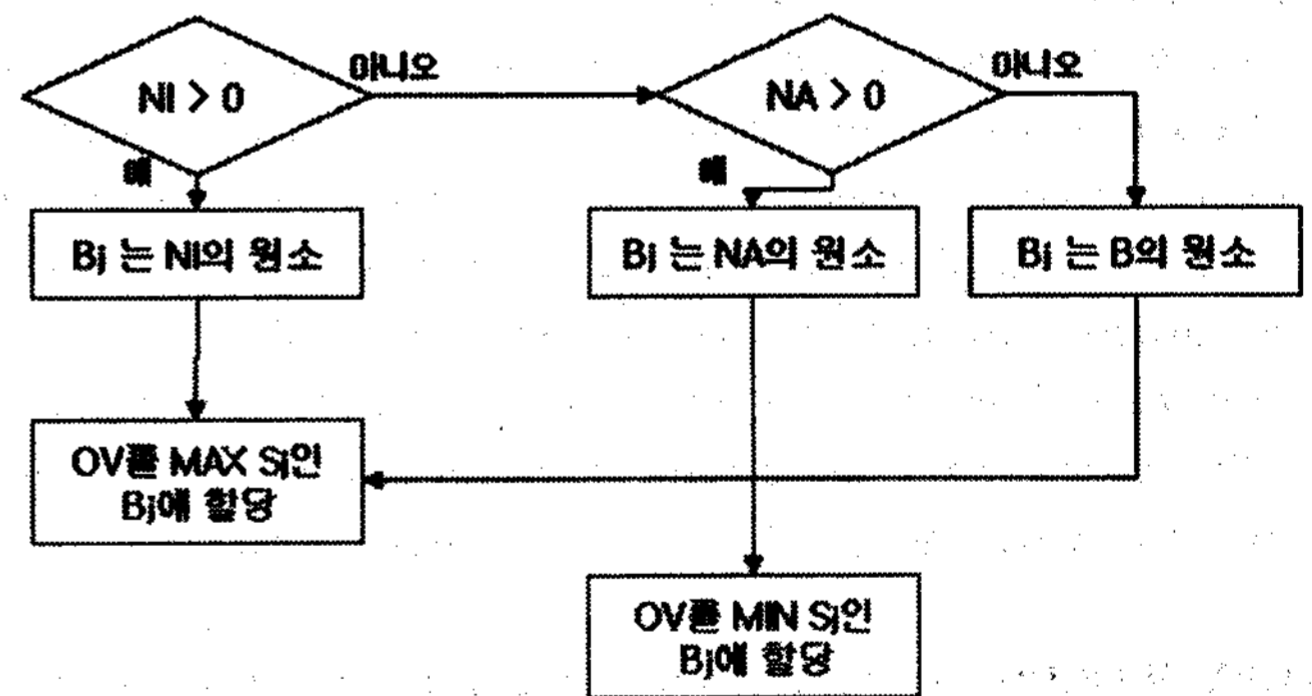 NI > 0
아니오
NA > 0
아니오
예
예
Bj 는 NI의 원소
Bj 는 NA의 원소
Bj 는 B의 원소
OV를 MAX Sj인
Bj에 할당
OV를 MIN Sj인
Bj에 할당